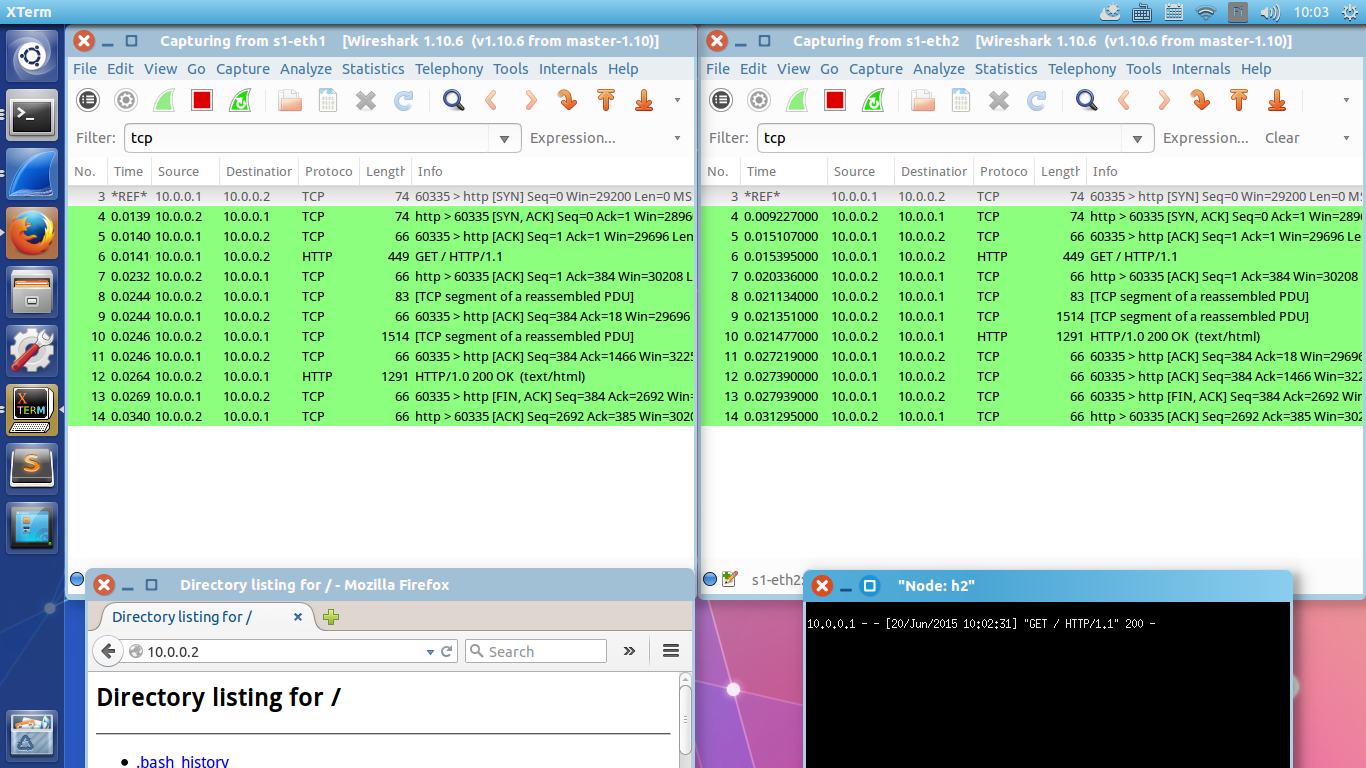 XTerm
Fi
10:03
Capturing from s1-eth1 [Wireshark 1.10.6 (v1.10.6 from master-1.10)]
File Edit View Go Capture Analyze Statistics Telephony Tools Internals Help
Filter: tcp Expression...
No. Time Source Destination Protoco Length Info
3 *REF* 10.0.0.1 10.0.0.2 TCP 74 60335 > http [SYN] Seq=0 Win=29200 Len=0 MS
4 0.0139 10.0.0.2 10.0.0.1 TCP 74 http > 60335 [SYN, ACK] Seq=0 Ack=1 Win=2896
5 0.0140 10.0.0.1 10.0.0.2 TCP 66 60335 > http [ACK] Seq=1 Ack=1 Win=29696 Len
6 0.0141 10.0.0.1 10.0.0.2 HTTP 449 GET / HTTP/1.1
7 0.0232 10.0.0.2 10.0.0.1 TCP 66 http > 60335 [ACK] Seq=1 Ack=384 Win=30208 L
8 0.0244 10.0.0.2 10.0.0.1 TCP 83 [TCP segment of a reassembled PDU]
9 0.0244 10.0.0.1 10.0.0.2 TCP 66 60335 > http [ACK] Seq=384 Ack=18 Win=29696
10 0.0246 10.0.0.2 10.0.0.1 TCP 1514 [TCP segment of a reassembled PDU]
11 0.0246 10.0.0.1 10.0.0.2 TCP 66 60335 > http [ACK] Seq=384 Ack=1466 Win=3225
12 0.0264 10.0.0.2 10.0.0.1 HTTP 1291 HTTP/1.0 200 OK (text/html)
13 0.0269 10.0.0.1 10.0.0.2 TCP 66 60335 > http [FIN, ACK] Seq=384 Ack=2692 Win=
14 0.0340 10.0.0.2 10.0.0.1 TCP 66 http > 60335 [ACK] Seq=2692 Ack=385 Win=3020
Capturing from s1-eth2 [Wireshark 1.10.6 (v1.10.6 from master-1.10)]
File Edit View Go Capture Analyze Statistics Telephony Tools Internals Help
Filter: tcp Expression... Clear
No. Time Source Destination Protoco Length Info
3 *REF* 10.0.0.1 10.0.0.2 TCP 74 60335 > http [SYN] Seq=0 Win=29200 Len=0 M
4 0.009227000 10.0.0.2 10.0.0.1 TCP 74 http > 60335 [SYN, ACK] Seq=0 Ack=1 Win=289
5 0.015107000 10.0.0.1 10.0.0.2 TCP 66 60335 > http [ACK] Seq=1 Ack=1 Win=29696 Le
6 0.015395000 10.0.0.1 10.0.0.2 HTTP 449 GET / HTTP/1.1
7 0.020336000 10.0.0.2 10.0.0.1 TCP 66 http > 60335 [ACK] Seq=1 Ack=384 Win=30208
8 0.021134000 10.0.0.2 10.0.0.1 TCP 83 [TCP segment of a reassembled PDU]
9 0.021351000 10.0.0.2 10.0.0.1 TCP 1514 [TCP segment of a reassembled PDU]
10 0.021477000 10.0.0.2 10.0.0.1 HTTP 1291 HTTP/1.0 200 OK (text/html)
11 0.027219000 10.0.0.1 10.0.0.2 TCP 66 60335 > http [ACK] Seq=384 Ack=18 Win=29696
12 0.027390000 10.0.0.1 10.0.0.2 TCP 66 60335 > http [ACK] Seq=384 Ack=1466 Win=322
13 0.027939000 10.0.0.1 10.0.0.2 TCP 66 60335 > http [FIN, ACK] Seq=384 Ack=2692 Wi
14 0.031295000 10.0.0.2 10.0.0.1 TCP 66 http > 60335 [ACK] Seq=2692 Ack=385 Win=302
s1-eth2:
X TERM
S
Directory listing for / - Mozilla Firefox
Directory listing for /
10.0.0.2 Search
Directory listing for /
.bash_history
"Node: h2"
10.0.0.1 - - [20/Jun/2015 10:02:31] "GET / HTTP/1.1" 200 -